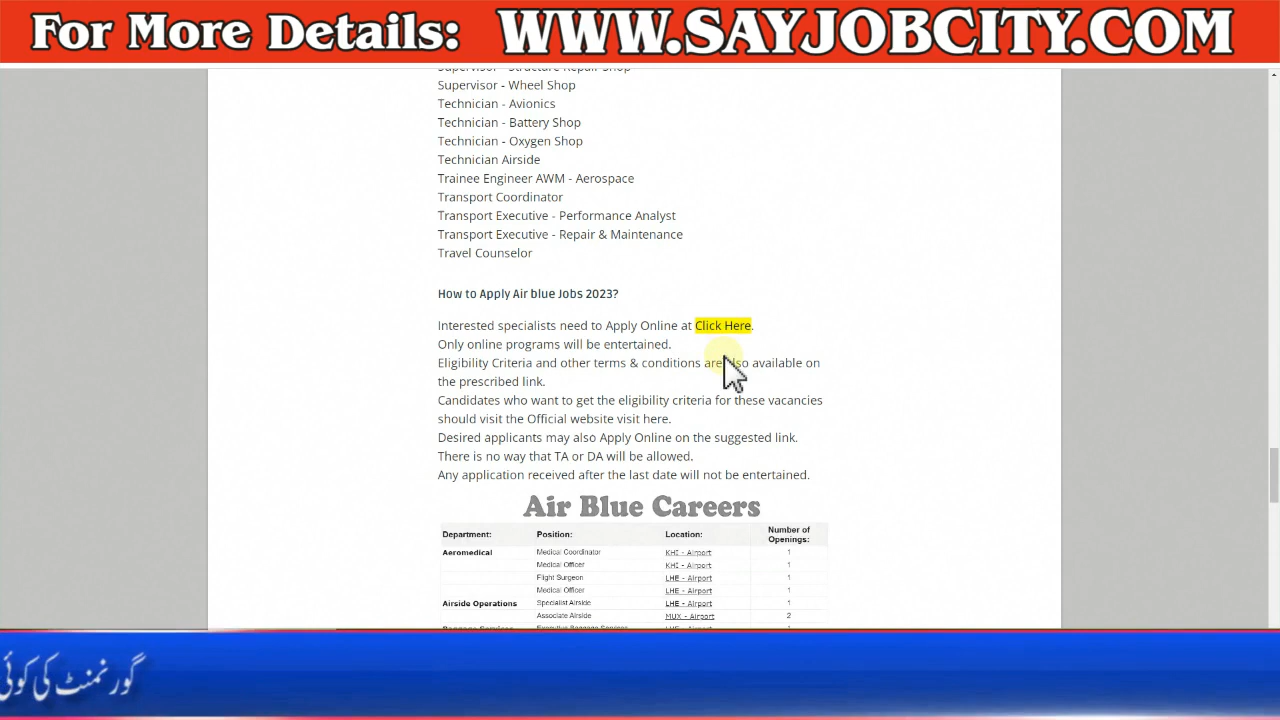 For More Details: WWW.SAYJOBCITY.COM
Supervisor - Structure Repair Shop
Supervisor - Wheel Shop
Technician - Avionics
Technician - Battery Shop
Technician - Oxygen Shop
Technician Airside
Trainee Engineer AWM - Aerospace
Transport Coordinator
Transport Executive - Performance Analyst
Transport Executive - Repair & Maintenance
Travel Counselor
How to Apply Air blue Jobs 2023?
Interested specialists need to Apply Online at Click Here.
Only online programs will be entertained.
Eligibility Criteria and other terms & conditions are also available on
the prescribed link.
Candidates who want to get the eligibility criteria for these vacancies
should visit the Official website visit here.
Desired applicants may also Apply Online on the suggested link.
There is no way that TA or DA will be allowed.
Any application received after the last date will not be entertained.
Air Blue Careers
Department: Position: Location: Number of Openings:
Aeromedical Medical Coordinator KHI - Airport 1
Medical Officer KHI - Airport 1
Flight Surgeon LHE - Airport 1
Medical Officer LHE - Airport 1
Airside Operations Specialist Airside LHE - Airport 1
Associate Airside MUX - Airport 2
گورنمنٹ کی کوئی